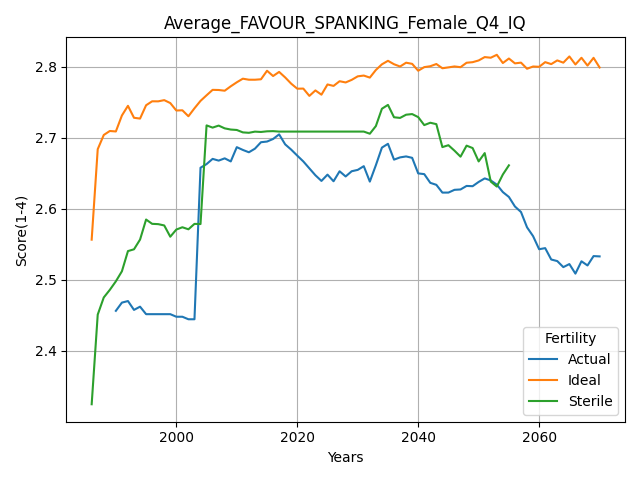 Average_FAVOUR_SPANKING_Female_Q4_IQ
Score(1-4)
2.8
2.7
2.6
2.5
2.4
2000
2020
2040
2060
Years
Fertility
Actual
Ideal
Sterile